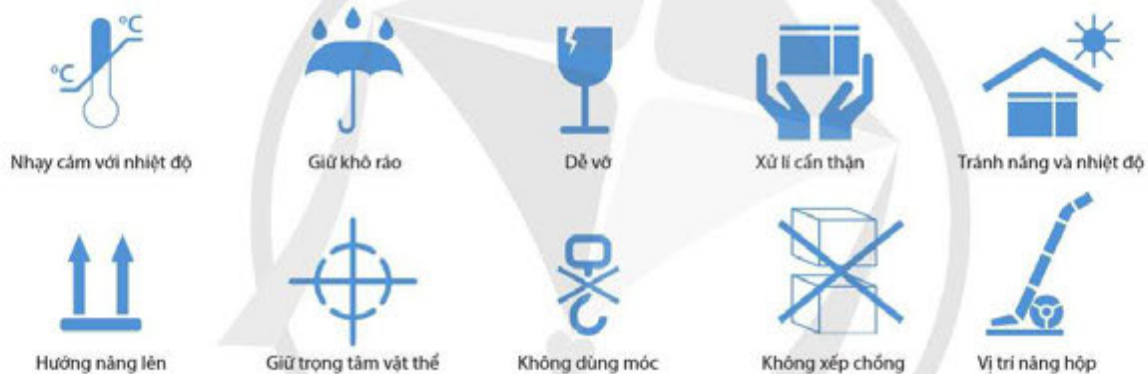 °C
°C
Nhạy cảm với nhiệt độ
Giữ khô ráo
Dễ vỡ
Xử lí cẩn thận
Tránh nắng và nhiệt độ
Hướng nâng lên
Giữ trọng tâm vật thể
Không dùng móc
Không xếp chồng
Vị trí nâng hộp